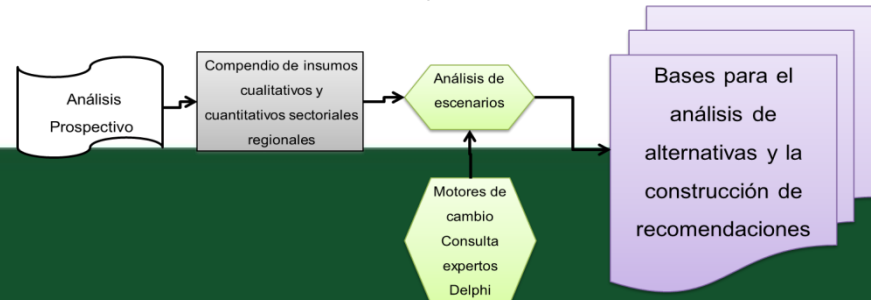 Análisis
Prospectivo
Compendio de insumos
cualitativos y
cuantitativos sectoriales
regionales
Análisis de
escenarios
Motores de
cambio
Consulta
expertos
Delphi
Bases para el
análisis de
alternativas y la
construcción de
recomendaciones